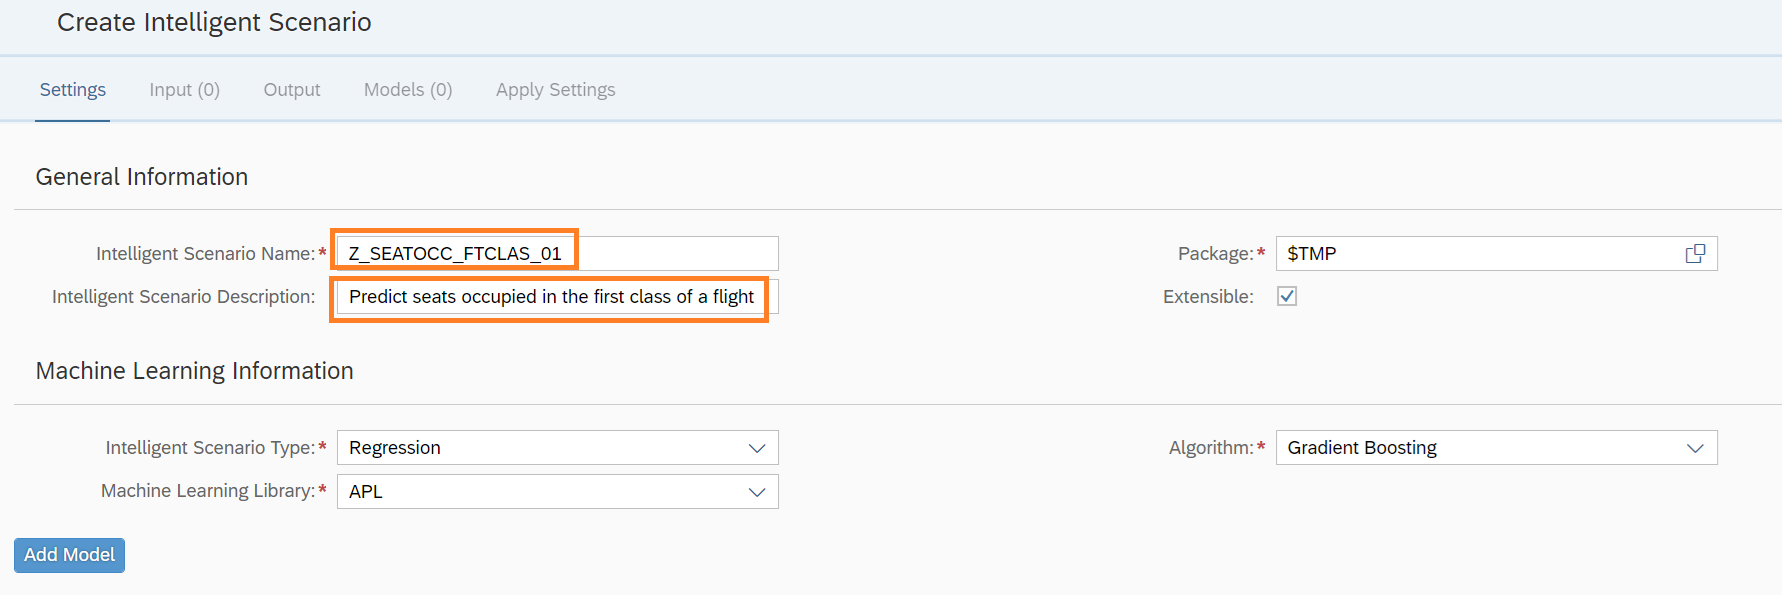 Create Intelligent Scenario
Settings Input (0) Output Models (0) Apply Settings
General Information
Intelligent Scenario Name:* Z_SEATOCC_FTCLAS_01 Package:* $TMP
Intelligent Scenario Description: Predict seats occupied in the first class of a flight Extensible:
Machine Learning Information
Intelligent Scenario Type:* Regression Algorithm:* Gradient Boosting
Machine Learning Library:* APL
Add Model